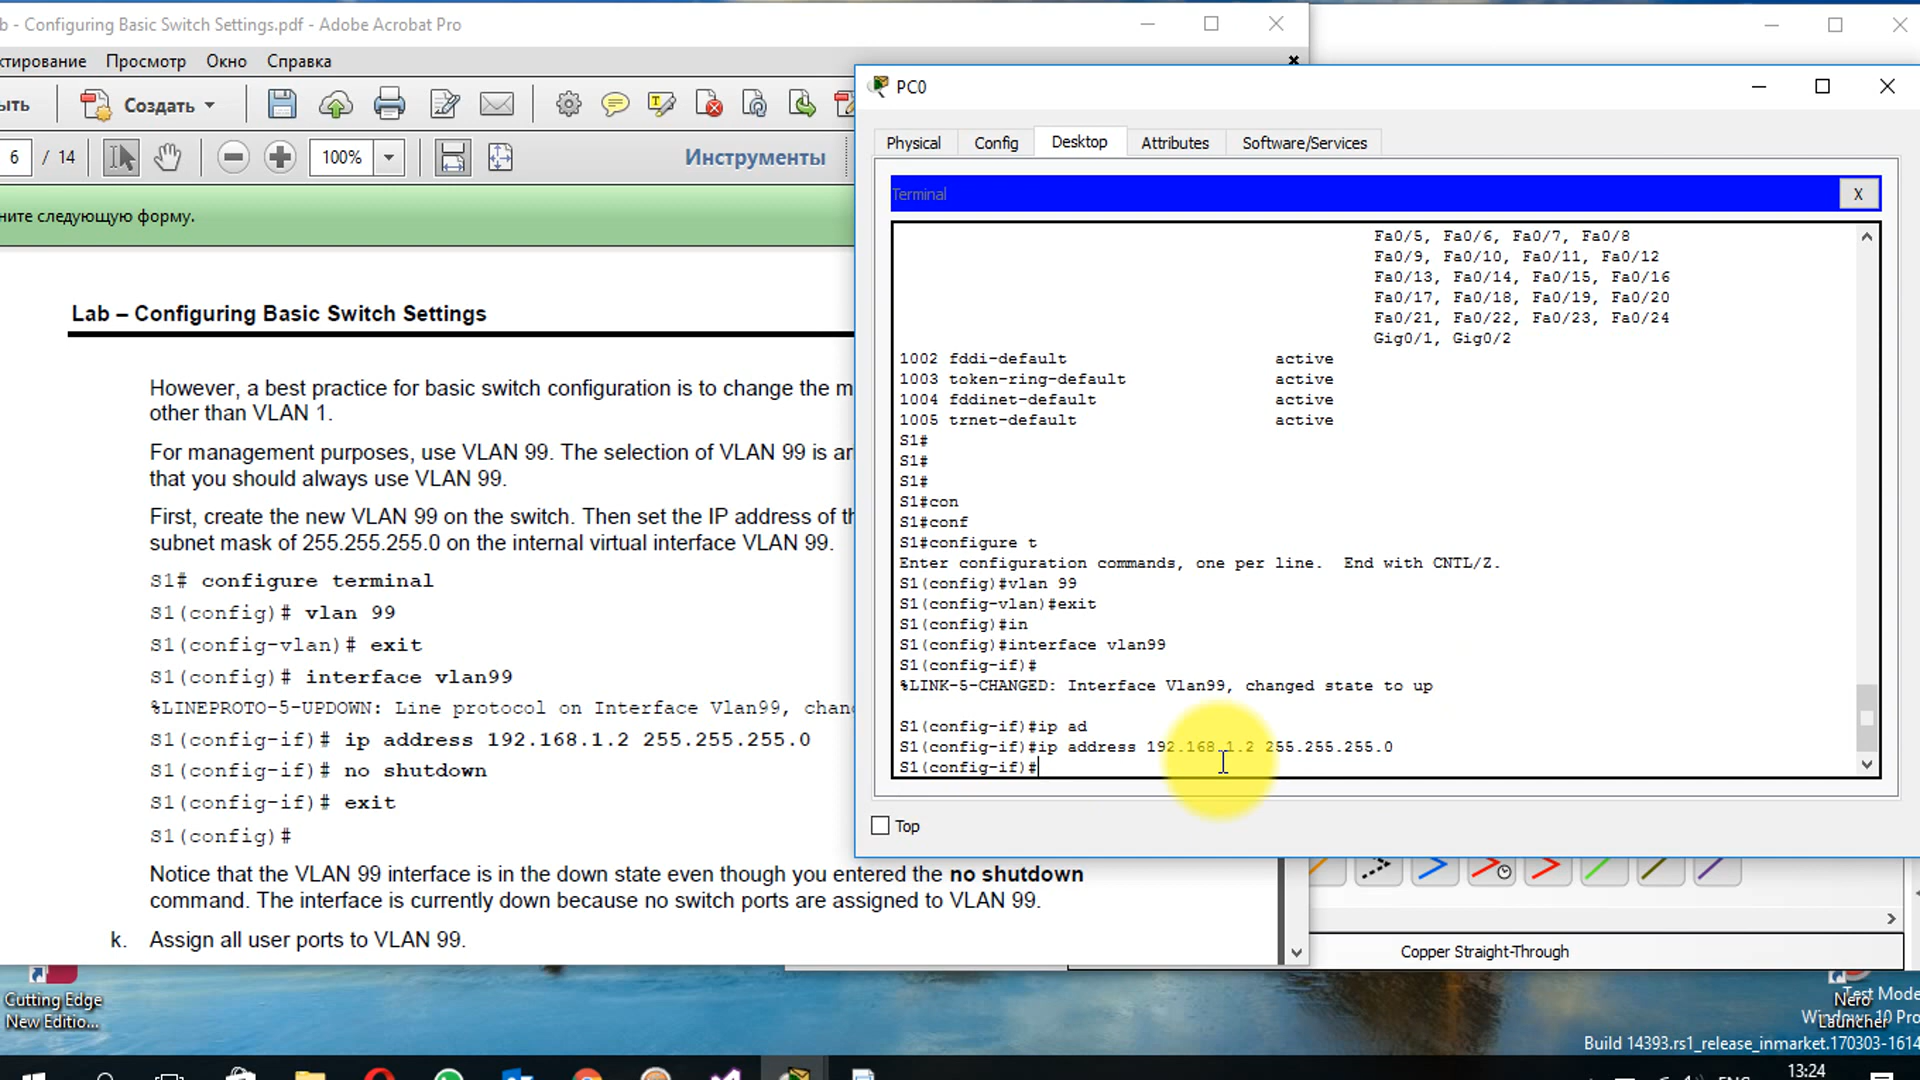 b - Configuring Basic Switch Settings.pdf - Adobe Acrobat Pro
ктирование Просмотр Окно Справка
ыть Создать
6 / 14 100% Инструменты
ните следующую форму.
Lab – Configuring Basic Switch Settings
However, a best practice for basic switch configuration is to change the m
other than VLAN 1.
For management purposes, use VLAN 99. The selection of VLAN 99 is ar
that you should always use VLAN 99.
First, create the new VLAN 99 on the switch. Then set the IP address of th
subnet mask of 255.255.255.0 on the internal virtual interface VLAN 99.
S1# configure terminal
S1(config)# vlan 99
S1(config-vlan)# exit
S1(config)# interface vlan99
%LINEPROTO-5-UPDOWN: Line protocol on Interface Vlan99, chan
S1(config-if)# ip address 192.168.1.2 255.255.255.0
S1(config-if)# no shutdown
S1(config-if)# exit
S1(config)#
Notice that the VLAN 99 interface is in the down state even though you entered the no shutdown
command. The interface is currently down because no switch ports are assigned to VLAN 99.
k. Assign all user ports to VLAN 99.
PC0
Physical Config Desktop Attributes Software/Services
Terminal
X
Fa0/5, Fa0/6, Fa0/7, Fa0/8
Fa0/9, Fa0/10, Fa0/11, Fa0/12
Fa0/13, Fa0/14, Fa0/15, Fa0/16
Fa0/17, Fa0/18, Fa0/19, Fa0/20
Fa0/21, Fa0/22, Fa0/23, Fa0/24
Gig0/1, Gig0/2
1002 fddi-default active
1003 token-ring-default active
1004 fddinet-default active
1005 trnet-default active
S1#
S1#
S1#
S1#con
S1#conf
S1#configure t
Enter configuration commands, one per line. End with CNTL/Z.
S1(config)#vlan 99
S1(config-vlan)#exit
S1(config)#in
S1(config)#interface vlan99
S1(config-if)#
%LINK-5-CHANGED: Interface Vlan99, changed state to up
S1(config-if)#ip ad
S1(config-if)#ip address 192.168.1.2 255.255.255.0
S1(config-if)#
Top
Copper Straight-Through
Cutting Edge
New Editio...
Nero
Launcher
Test Mode
Windows 10 Pro
Build 14393.rs1_release_inmarket.170303-1614
13:24